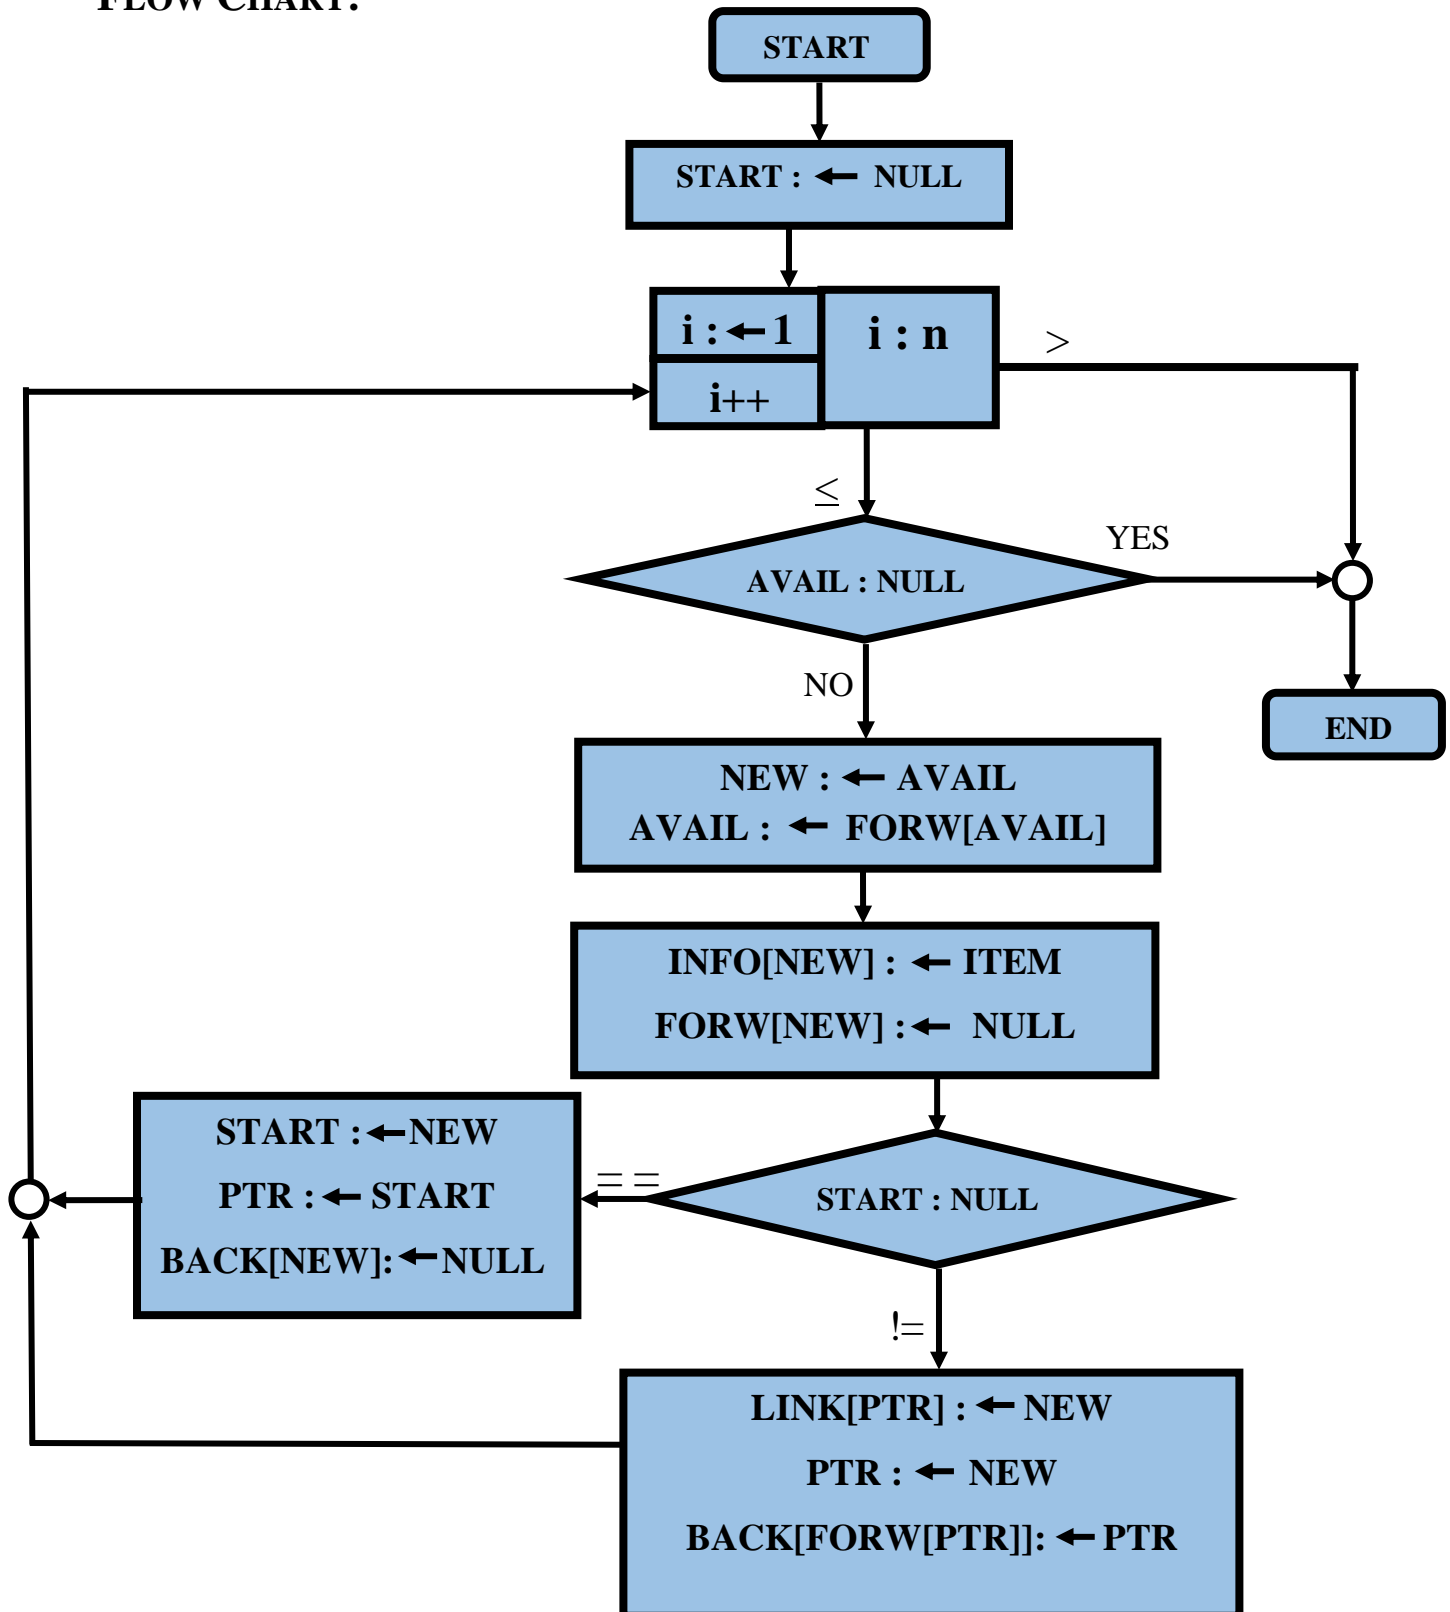 FLOW CHART:
START
START : ← NULL
i : ← 1
i : n
i++
>
≤
AVAIL : NULL
YES
NO
END
NEW : ← AVAIL
AVAIL : ← FORW[AVAIL]
INFO[NEW] : ← ITEM
FORW[NEW] : ← NULL
START : NULL
= =
START : ← NEW
PTR : ← START
BACK[NEW]: ← NULL
!=
LINK[PTR] : ← NEW
PTR : ← NEW
BACK[FORW[PTR]]: ← PTR